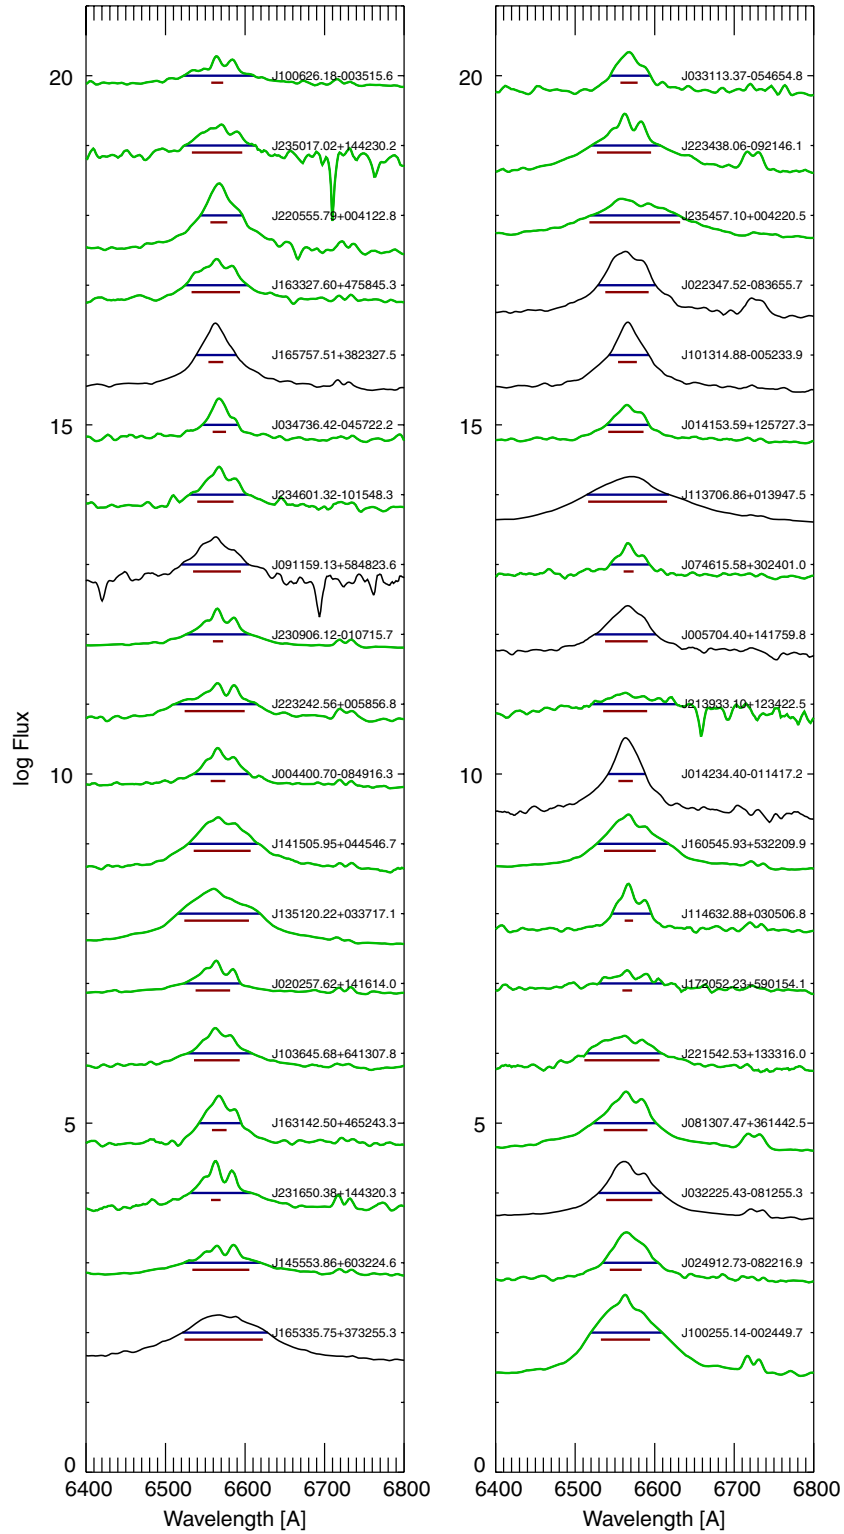 20
J100626.18-003515.6
J235017.02+144230.2
J220555.79+004122.8
J163327.60+475845.3
J165757.51+382327.5
15
J034736.42-045722.2
J234601.32-101548.3
J091159.13+584823.6
J230906.12-010715.7
J223242.56+005856.8
log Flux
10
J004400.70-084916.3
J141505.95+044546.7
J135120.22+033717.1
J020257.62+141614.0
J103645.68+641307.8
5
J163142.50+465243.3
J231650.38+144320.3
J145553.86+603224.6
J165335.75+373255.3
0
6400 6500 6600 6700 6800
Wavelength [A]
20
J033113.37-054654.8
J223438.06-092146.1
J235457.10+004220.5
J022347.52-083655.7
J101314.88-005233.9
15
J014153.59+125727.3
J113706.86+013947.5
J074615.58+302401.0
J005704.40+141759.8
J213933.10+123422.5
10
J014234.40-011417.2
J160545.93+532209.9
J114632.88+030506.8
J172052.23+590154.1
J221542.53+133316.0
5
J081307.47+361442.5
J032225.43-081255.3
J024912.73-082216.9
J100255.14-002449.7
0
6400 6500 6600 6700 6800
Wavelength [A]